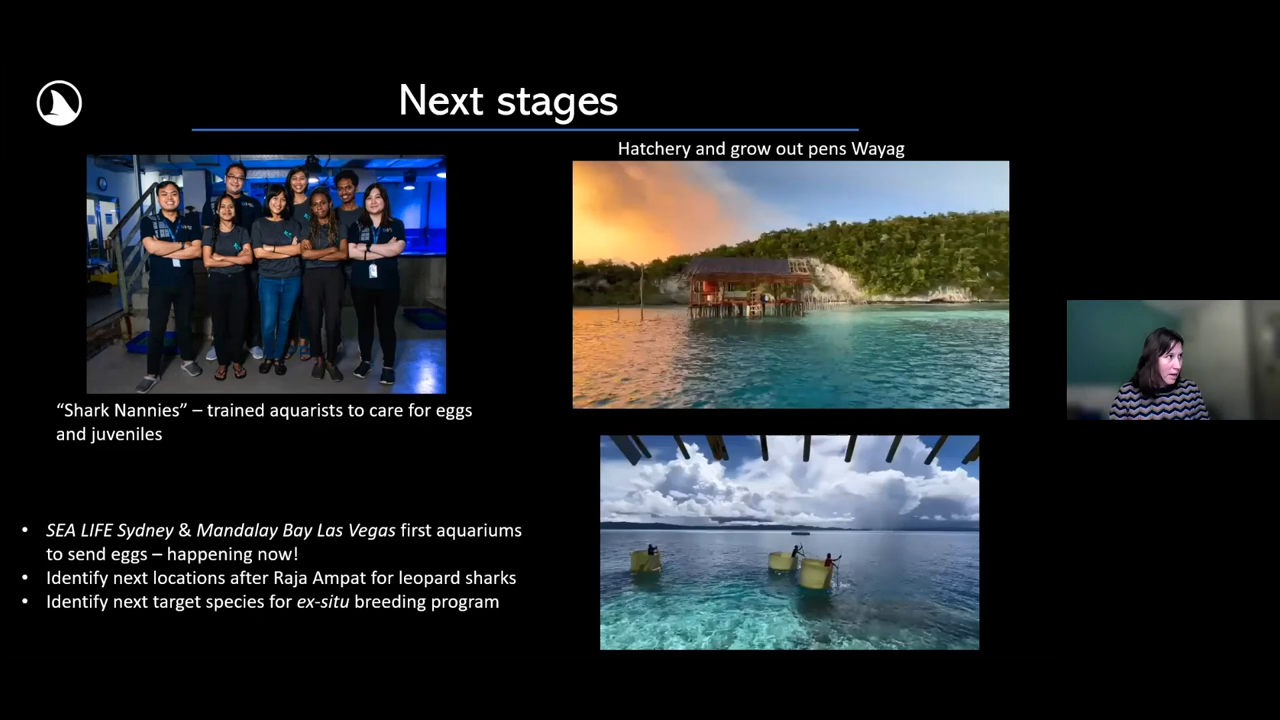 Next stages
Hatchery and grow out pens Wayag
“Shark Nannies” – trained aquarists to care for eggs
and juveniles
• SEA LIFE Sydney & Mandalay Bay Las Vegas first aquariums
to send eggs – happening now!
• Identify next locations after Raja Ampat for leopard sharks
• Identify next target species for ex-situ breeding program